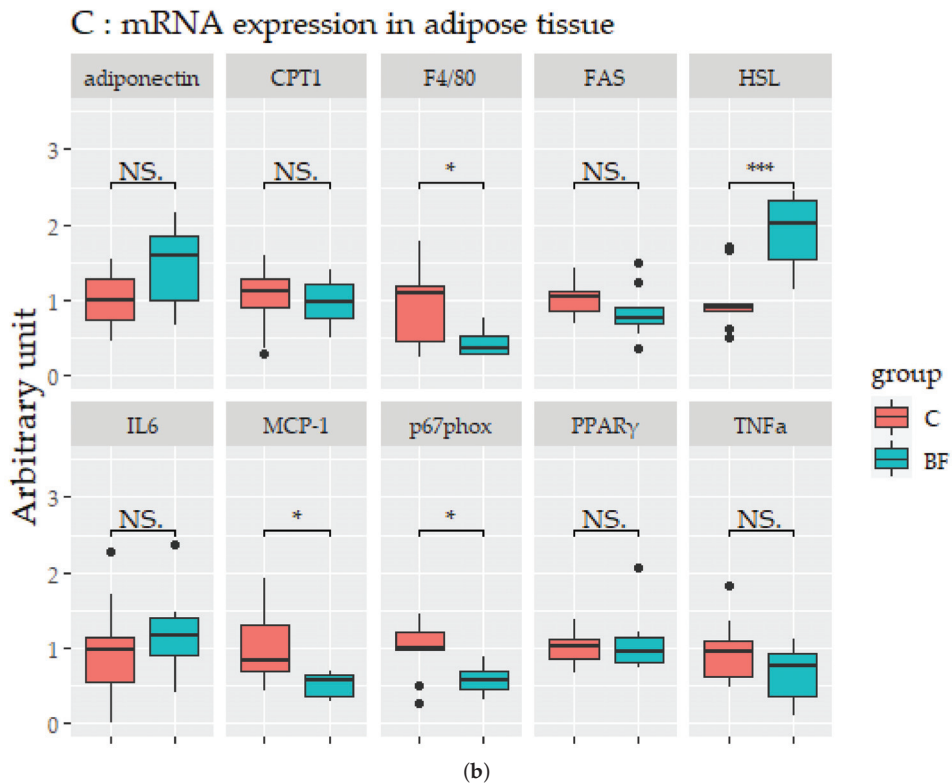 C : mRNA expression in adipose tissue
adiponectin CPT1 F4/80 FAS HSL
3
NS. NS. * NS. ***
2
1
0
IL6 MCP-1 p67phox PPARγ TNFa
3
NS. * * NS. NS.
2
1
0
Arbitrary unit
group
C
BF
(b)